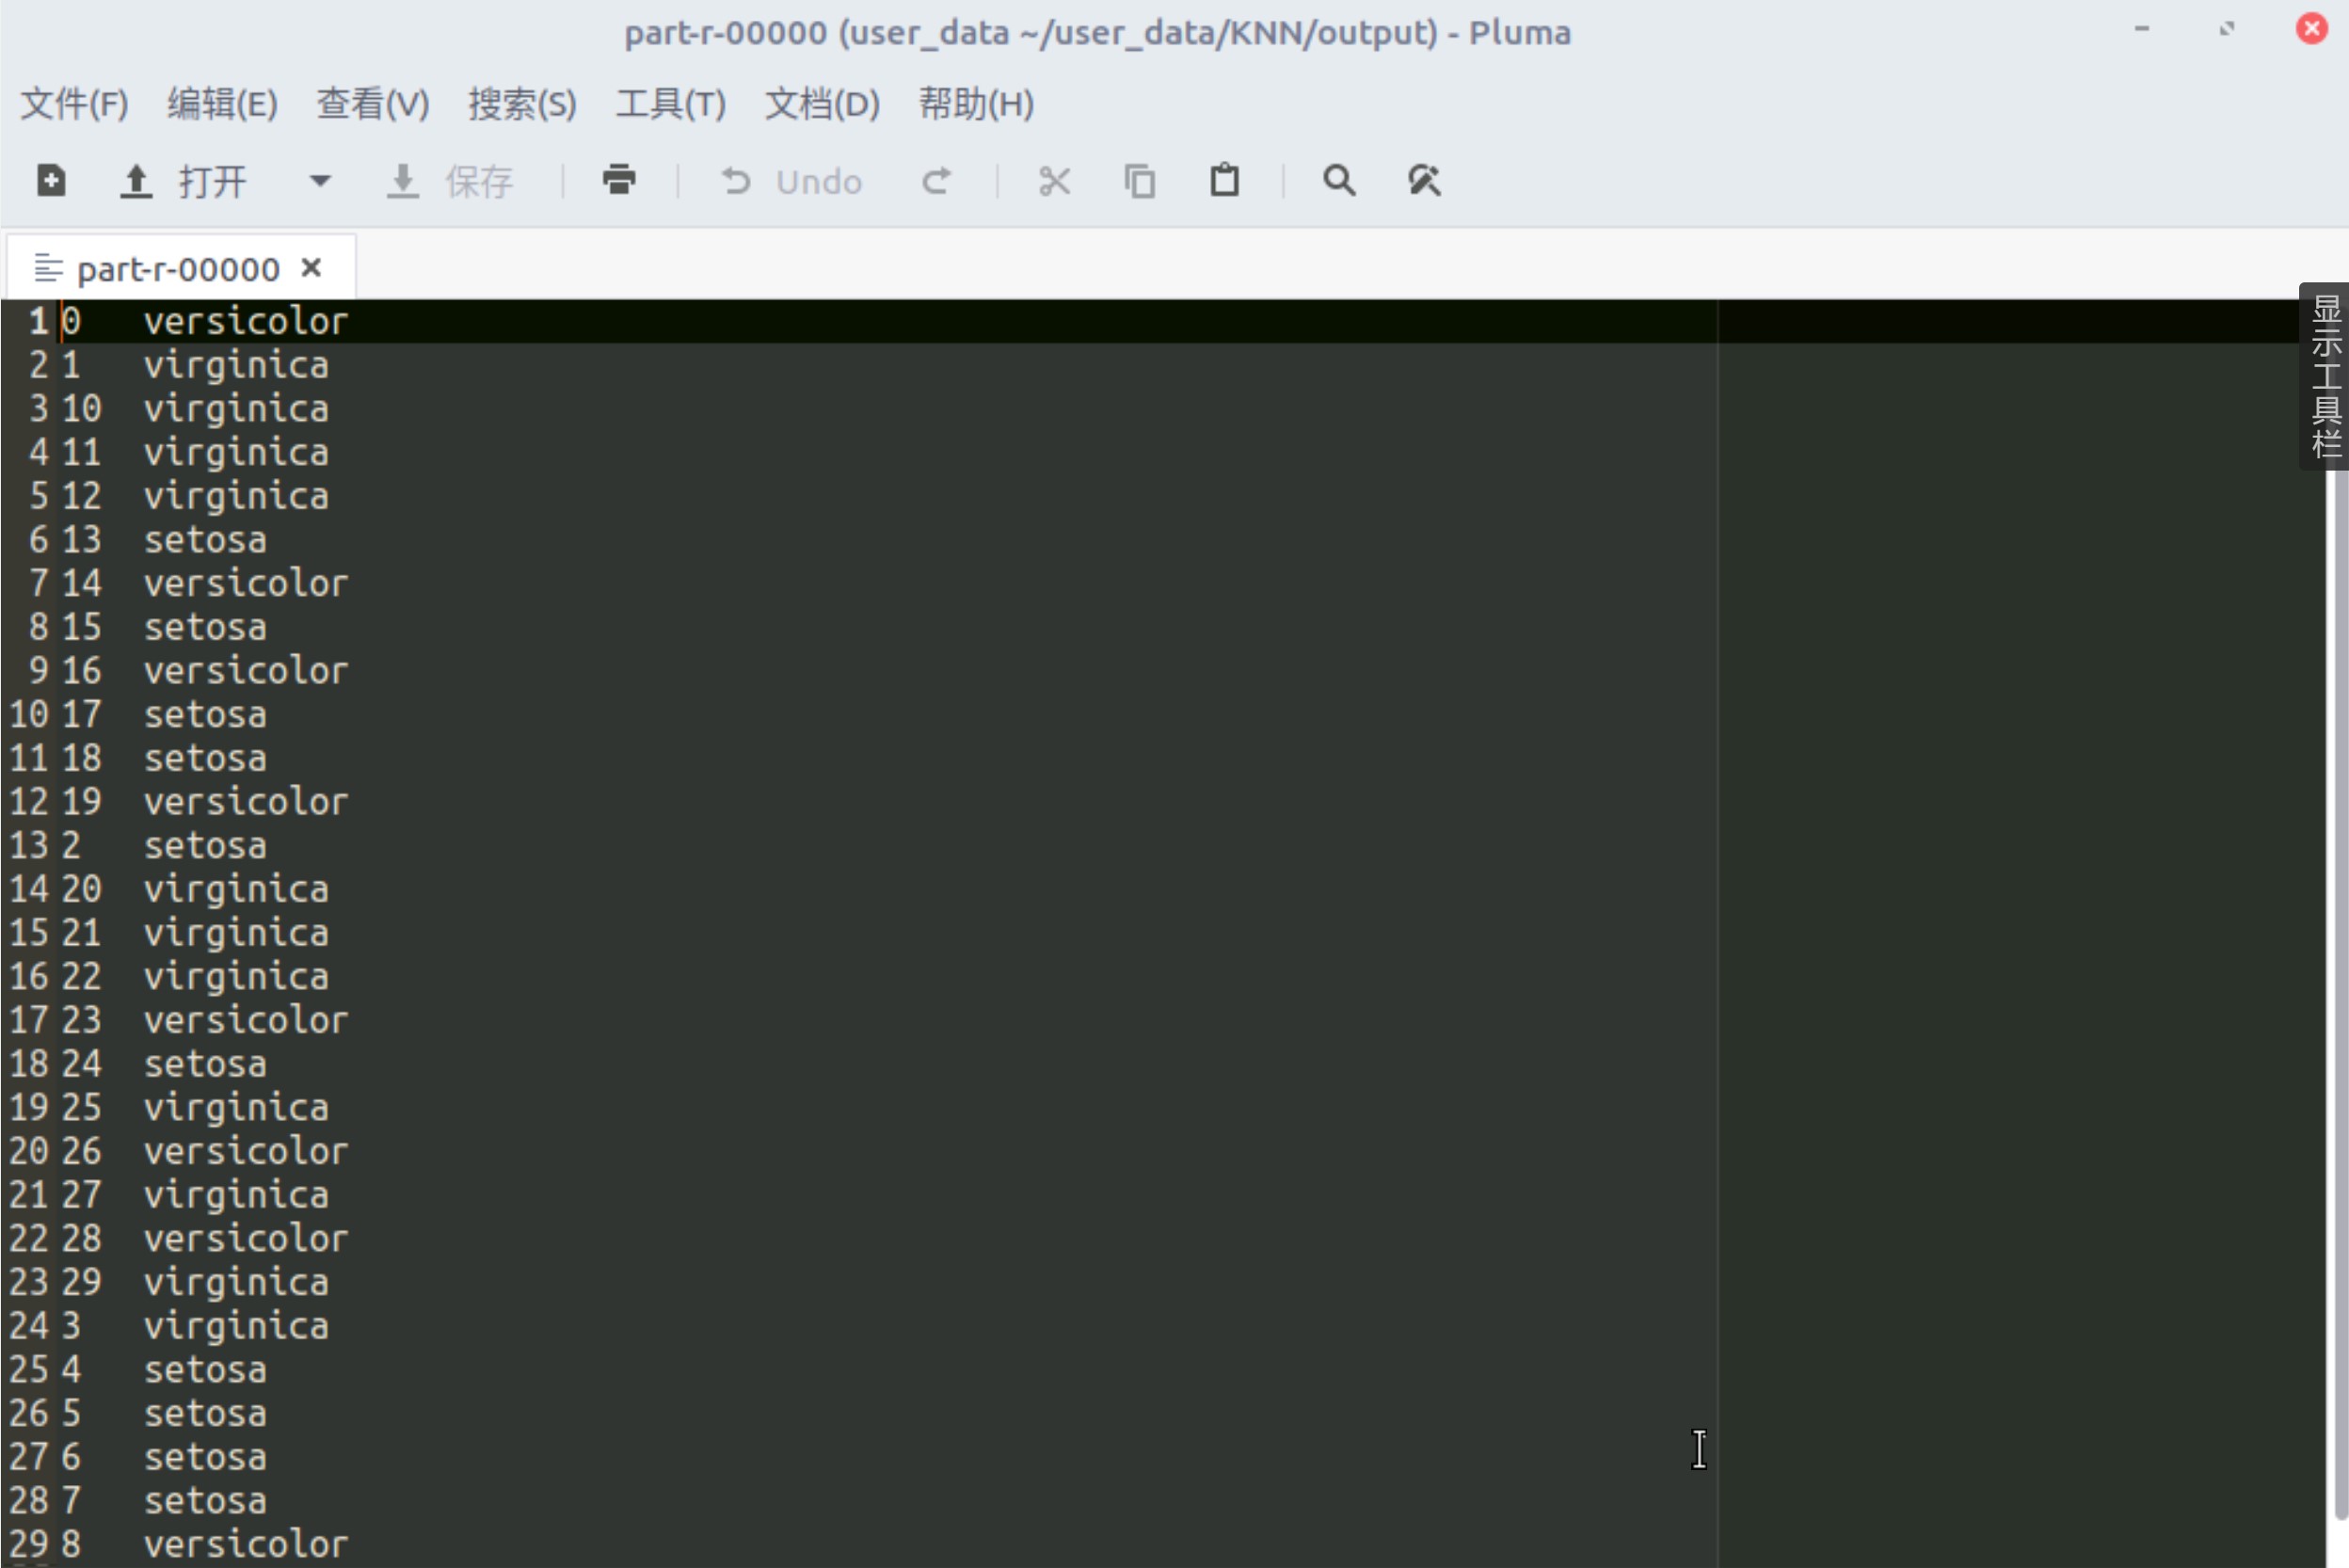 part-r-00000 (user_data ~/user_data/KNN/output) - Pluma
文件(F) 编辑(E) 查看(V) 搜索(S) 工具(T) 文档(D) 帮助(H)
打开 保存 Undo
part-r-00000
显示工具栏
1 0 versicolor
2 1 virginica
3 10 virginica
4 11 virginica
5 12 virginica
6 13 setosa
7 14 versicolor
8 15 setosa
9 16 versicolor
10 17 setosa
11 18 setosa
12 19 versicolor
13 2 setosa
14 20 virginica
15 21 virginica
16 22 virginica
17 23 versicolor
18 24 setosa
19 25 virginica
20 26 versicolor
21 27 virginica
22 28 versicolor
23 29 virginica
24 3 virginica
25 4 setosa
26 5 setosa
27 6 setosa
28 7 setosa
29 8 versicolor